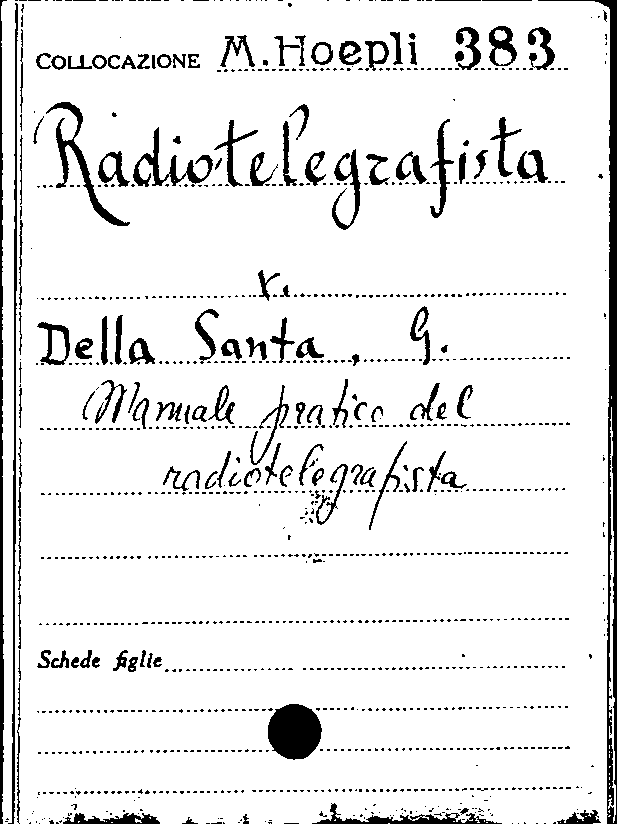 COLLOCAZIONE M. Hoepli 383
Radiotelegrafista
v.
Della Santa, G.
Manuale pratico del
radiotelegrafista
Schede figlie